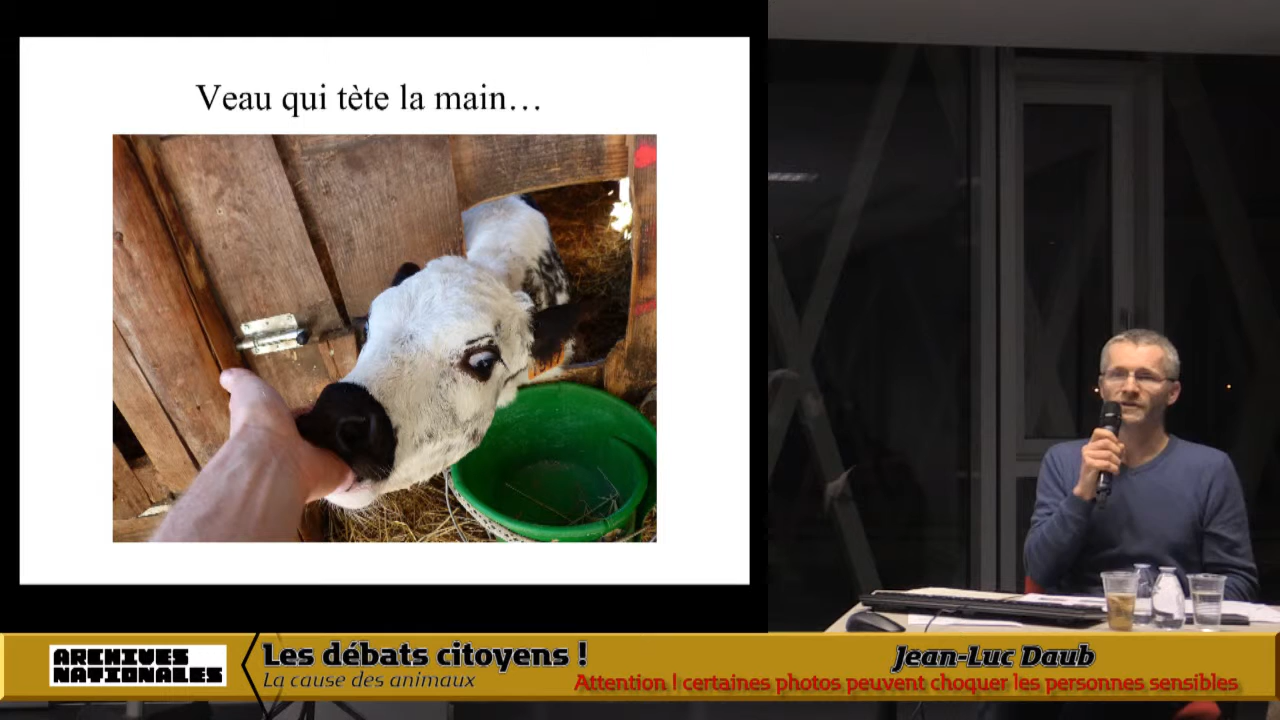 Veau qui tète la main…
ARCHIVES
NATIONALES
Les débats citoyens !
La cause des animaux
Jean-Luc Daub
Attention ! certaines photos peuvent choquer les personnes sensibles